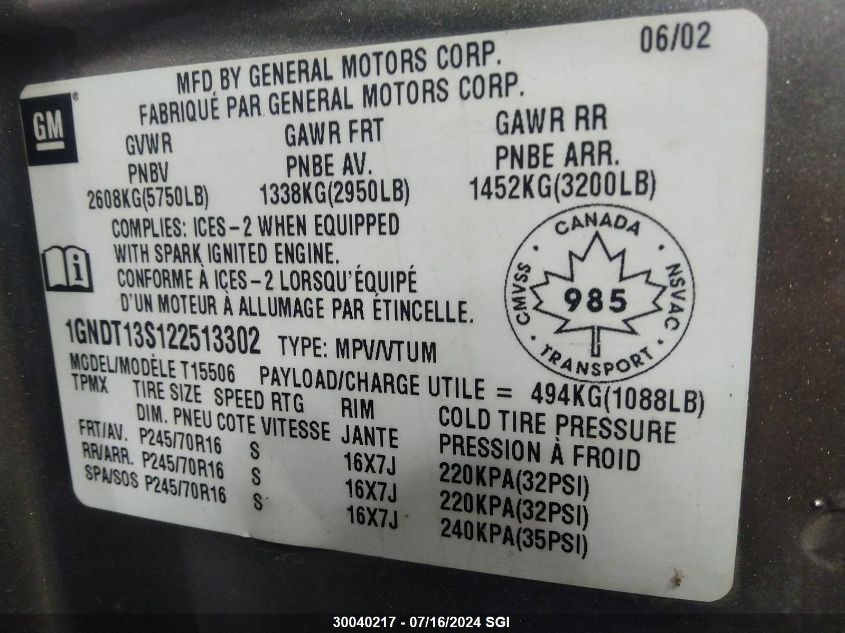 06/02
MFD BY GENERAL MOTORS CORP.
FABRIQUÉ PAR GENERAL MOTORS CORP.
GM
GVWR GAWR FRT GAWR RR
PNBV PNBE AV. PNBE ARR.
2608KG(5750LB) 1338KG(2950LB) 1452KG(3200LB)
COMPLIES: ICES-2 WHEN EQUIPPED
WITH SPARK IGNITED ENGINE.
CONFORME À ICES-2 LORSQU'ÉQUIPÉ
D'UN MOTEUR À ALLUMAGE PAR ÉTINCELLE.
CANADA
CMVSS 985 NSVAC
TRANSPORT
1GNDT13S122513302 TYPE: MPV/VTUM
MODEL/MODÈLE T15506 PAYLOAD/CHARGE UTILE = 494KG(1088LB)
TPMX TIRE SIZE SPEED RTG RIM COLD TIRE PRESSURE
DIM. PNEU COTE VITESSE JANTE PRESSION À FROID
FRT/AV. P245/70R16 S 16X7J 220KPA(32PSI)
RR/ARR. P245/70R16 S 16X7J 220KPA(32PSI)
SPA/SOS P245/70R16 S 16X7J 240KPA(35PSI)
30040217 - 07/16/2024 SGI